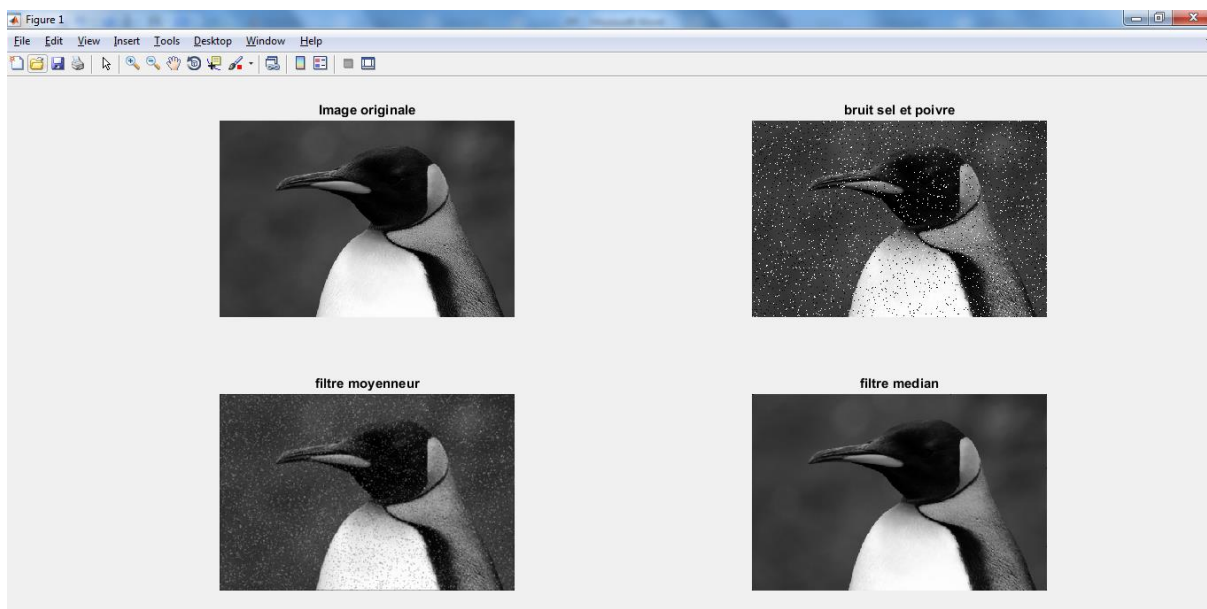 Figure 1
File Edit View Insert Tools Desktop Window Help
Image originale
bruit sel et poivre
filtre moyenneur
filtre median